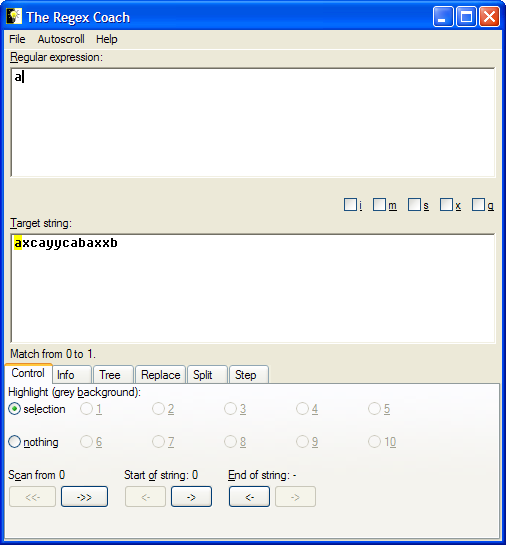 The Regex Coach
File Autoscroll Help
Regular expression:
a
i m s x g
Target string:
axcayycabaxxb
Match from 0 to 1.
Control Info Tree Replace Split Step
Highlight (grey background):
selection 1 2 3 4 5
nothing 6 7 8 9 10
Scan from 0 Start of string: 0 End of string: -
<<- ->> <- -> <- ->